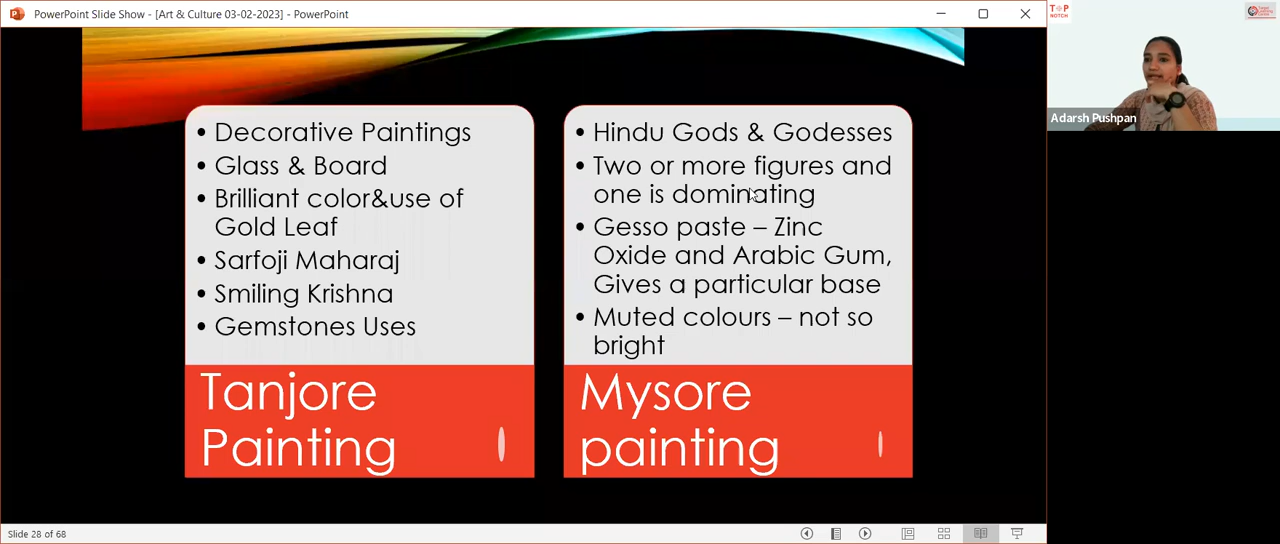 PowerPoint Slide Show - [Art & Culture 03-02-2023] - PowerPoint
• Decorative Paintings
• Glass & Board
• Brilliant color&use of
Gold Leaf
• Sarfoji Maharaj
• Smiling Krishna
• Gemstones Uses
Tanjore
Painting
• Hindu Gods & Godesses
• Two or more figures and
one is dominating
• Gesso paste – Zinc
Oxide and Arabic Gum,
Gives a particular base
• Muted colours – not so
bright
Mysore
painting
T P
NOTCH
Adarsh Pushpan
Slide 28 of 68